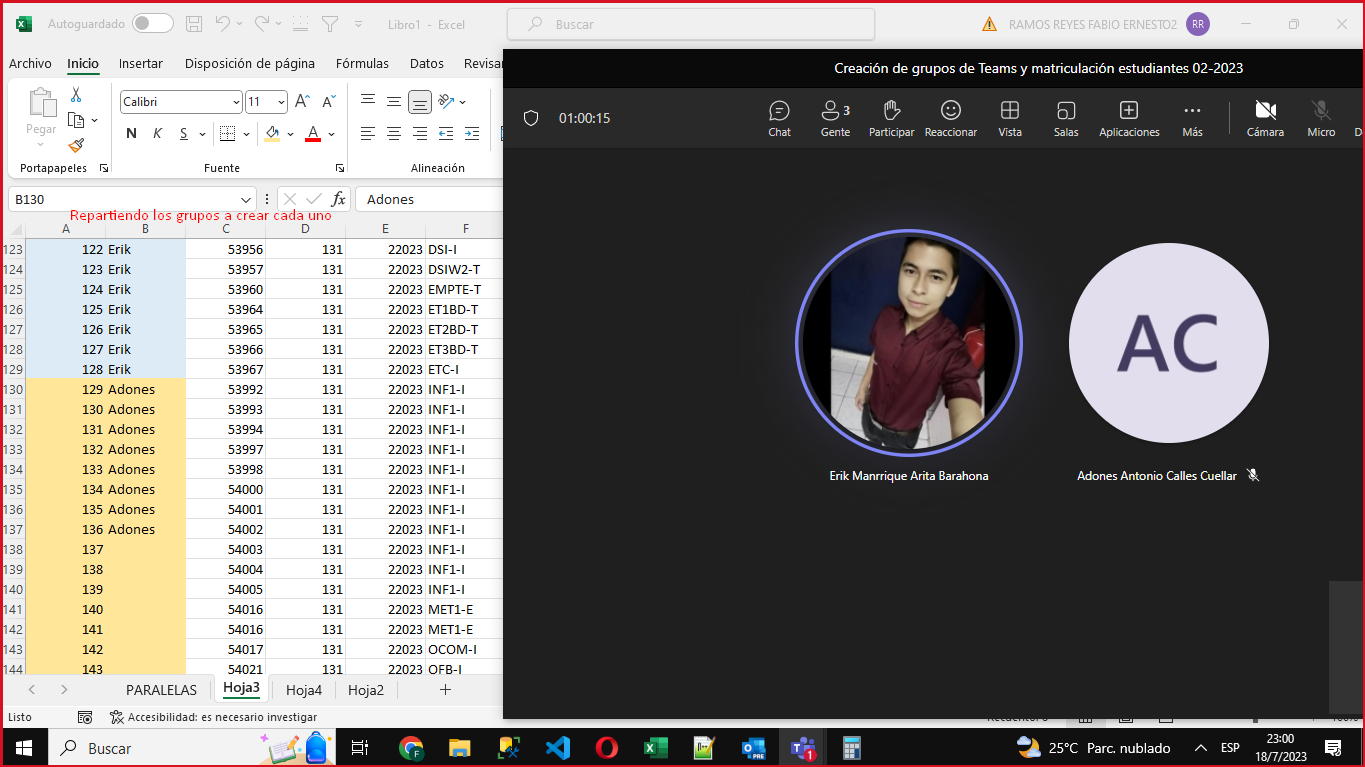 Autoguardado
Libro1 - Excel
Buscar
RAMOS REYES FABIO ERNESTO2
RR
Archivo Inicio Insertar Disposición de página Fórmulas Datos Revisar
Pegar
Calibri
11
N K S
Portapapeles
Fuente
Alineación
B130
fx
Adones
Repartiendo los grupos a crear cada uno
A B C D E F
123 122 Erik 53956 131 22023 DSI-I
124 123 Erik 53957 131 22023 DSIW2-T
125 124 Erik 53960 131 22023 EMPTE-T
126 125 Erik 53964 131 22023 ET1BD-T
127 126 Erik 53965 131 22023 ET2BD-T
128 127 Erik 53966 131 22023 ET3BD-T
129 128 Erik 53967 131 22023 ETC-I
130 129 Adones 53992 131 22023 INF1-I
131 130 Adones 53993 131 22023 INF1-I
132 131 Adones 53994 131 22023 INF1-I
133 132 Adones 53997 131 22023 INF1-I
134 133 Adones 53998 131 22023 INF1-I
135 134 Adones 54000 131 22023 INF1-I
136 135 Adones 54001 131 22023 INF1-I
137 136 Adones 54002 131 22023 INF1-I
138 137 54003 131 22023 INF1-I
139 138 54004 131 22023 INF1-I
140 139 54005 131 22023 INF1-I
141 140 54016 131 22023 MET1-E
142 141 54016 131 22023 MET1-E
143 142 54017 131 22023 OCOM-I
144 143 54021 131 22023 OFB-I
PARALELAS Hoja3 Hoja4 Hoja2
Listo
Accesibilidad: es necesario investigar
Creación de grupos de Teams y matriculación estudiantes 02-2023
01:00:15
Chat
Gente 3
Participar
Reaccionar
Vista
Salas
Aplicaciones
Más
Cámara
Micro
AC
Erik Manrrique Arita Barahona
Adones Antonio Calles Cuellar
Buscar
PRE
1
25°C Parc. nublado
ESP
23:00
18/7/2023